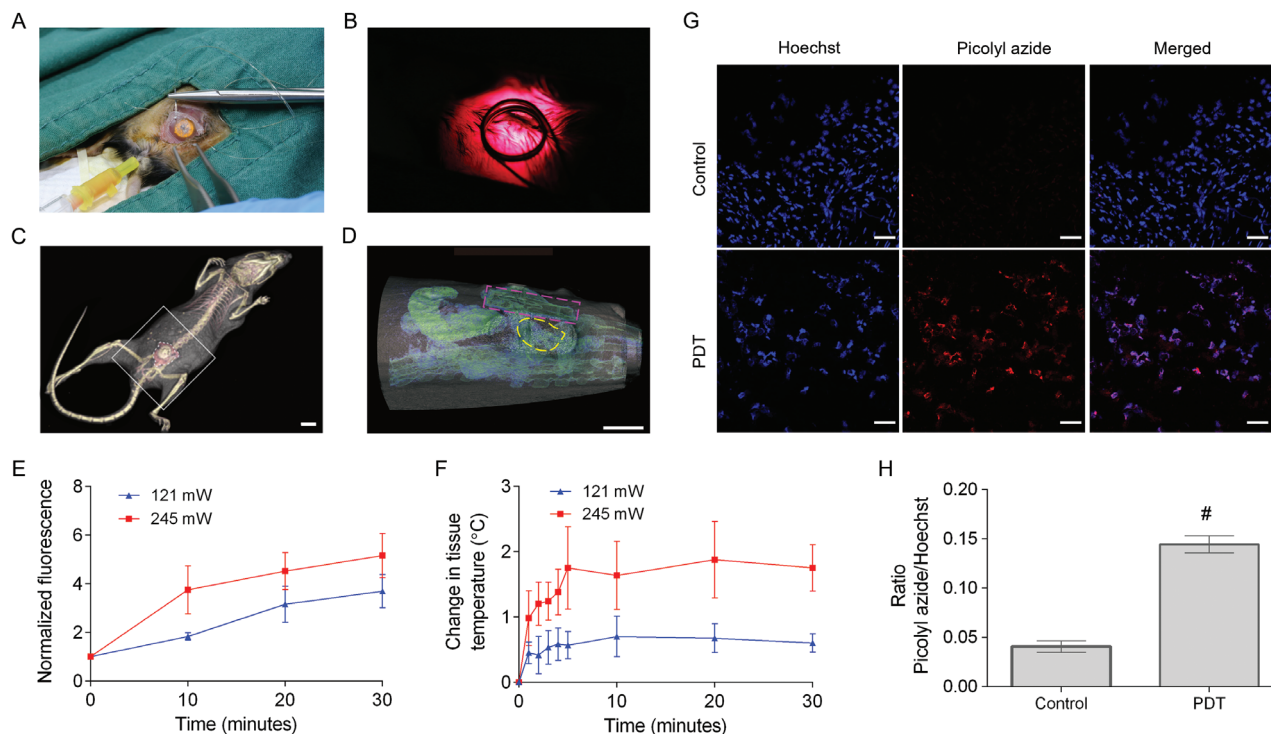 A
B
C
D
G
Hoechst
Picolyl azide
Merged
Control
PDT
E
Normalized fluorescence
8
6
4
2
0
121 mW
245 mW
0
10
20
30
Time (minutes)
F
Change in tissue
temperature (°C)
3
2
1
0
121 mW
245 mW
0
10
20
30
Time (minutes)
H
Ratio
Picolyl azide/Hoechst
0.20
0.15
0.10
0.05
0.00
#
Control
PDT